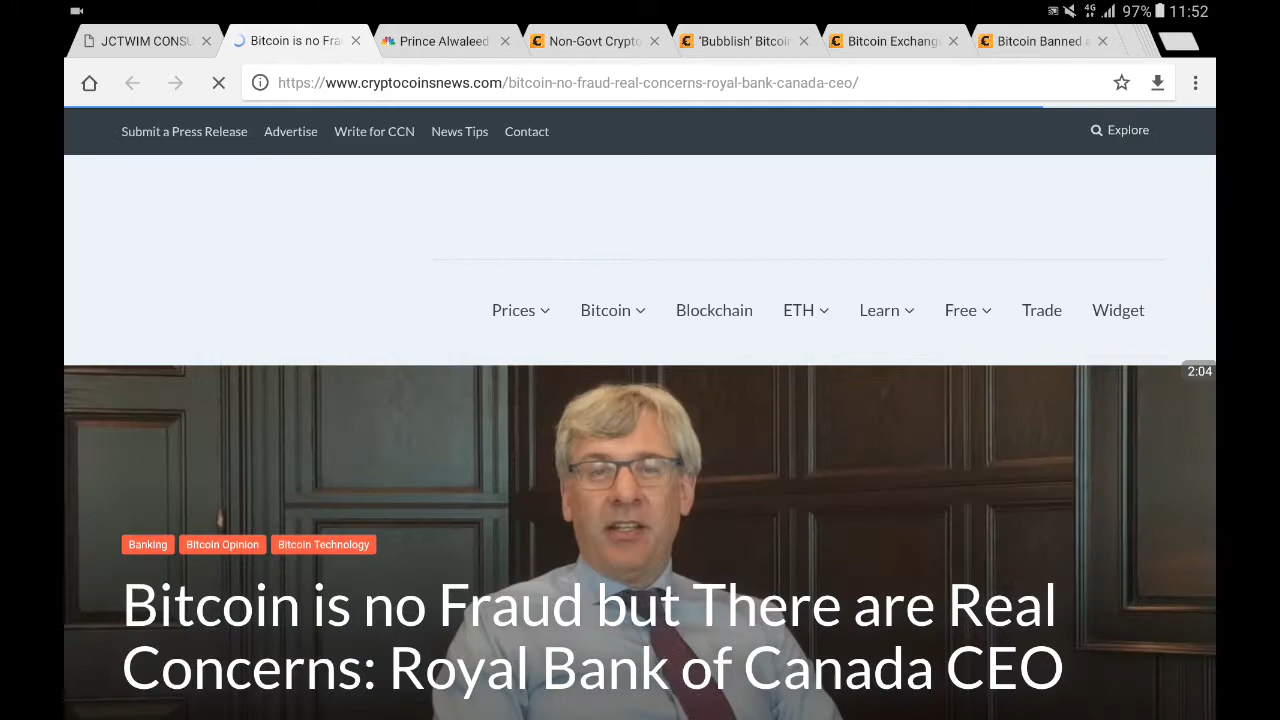 4G 97% 11:52
JCTWIM CONSU Bitcoin is no Frau Prince Alwaleed Non-Govt Crypto 'Bubblish' Bitcoin Bitcoin Exchange Bitcoin Banned a
https://www.cryptocoinsnews.com/bitcoin-no-fraud-real-concerns-royal-bank-canada-ceo/
Submit a Press Release Advertise Write for CCN News Tips Contact Explore
Prices Bitcoin Blockchain ETH Learn Free Trade Widget
2:04
Banking Bitcoin Opinion Bitcoin Technology
Bitcoin is no Fraud but There are Real
Concerns: Royal Bank of Canada CEO